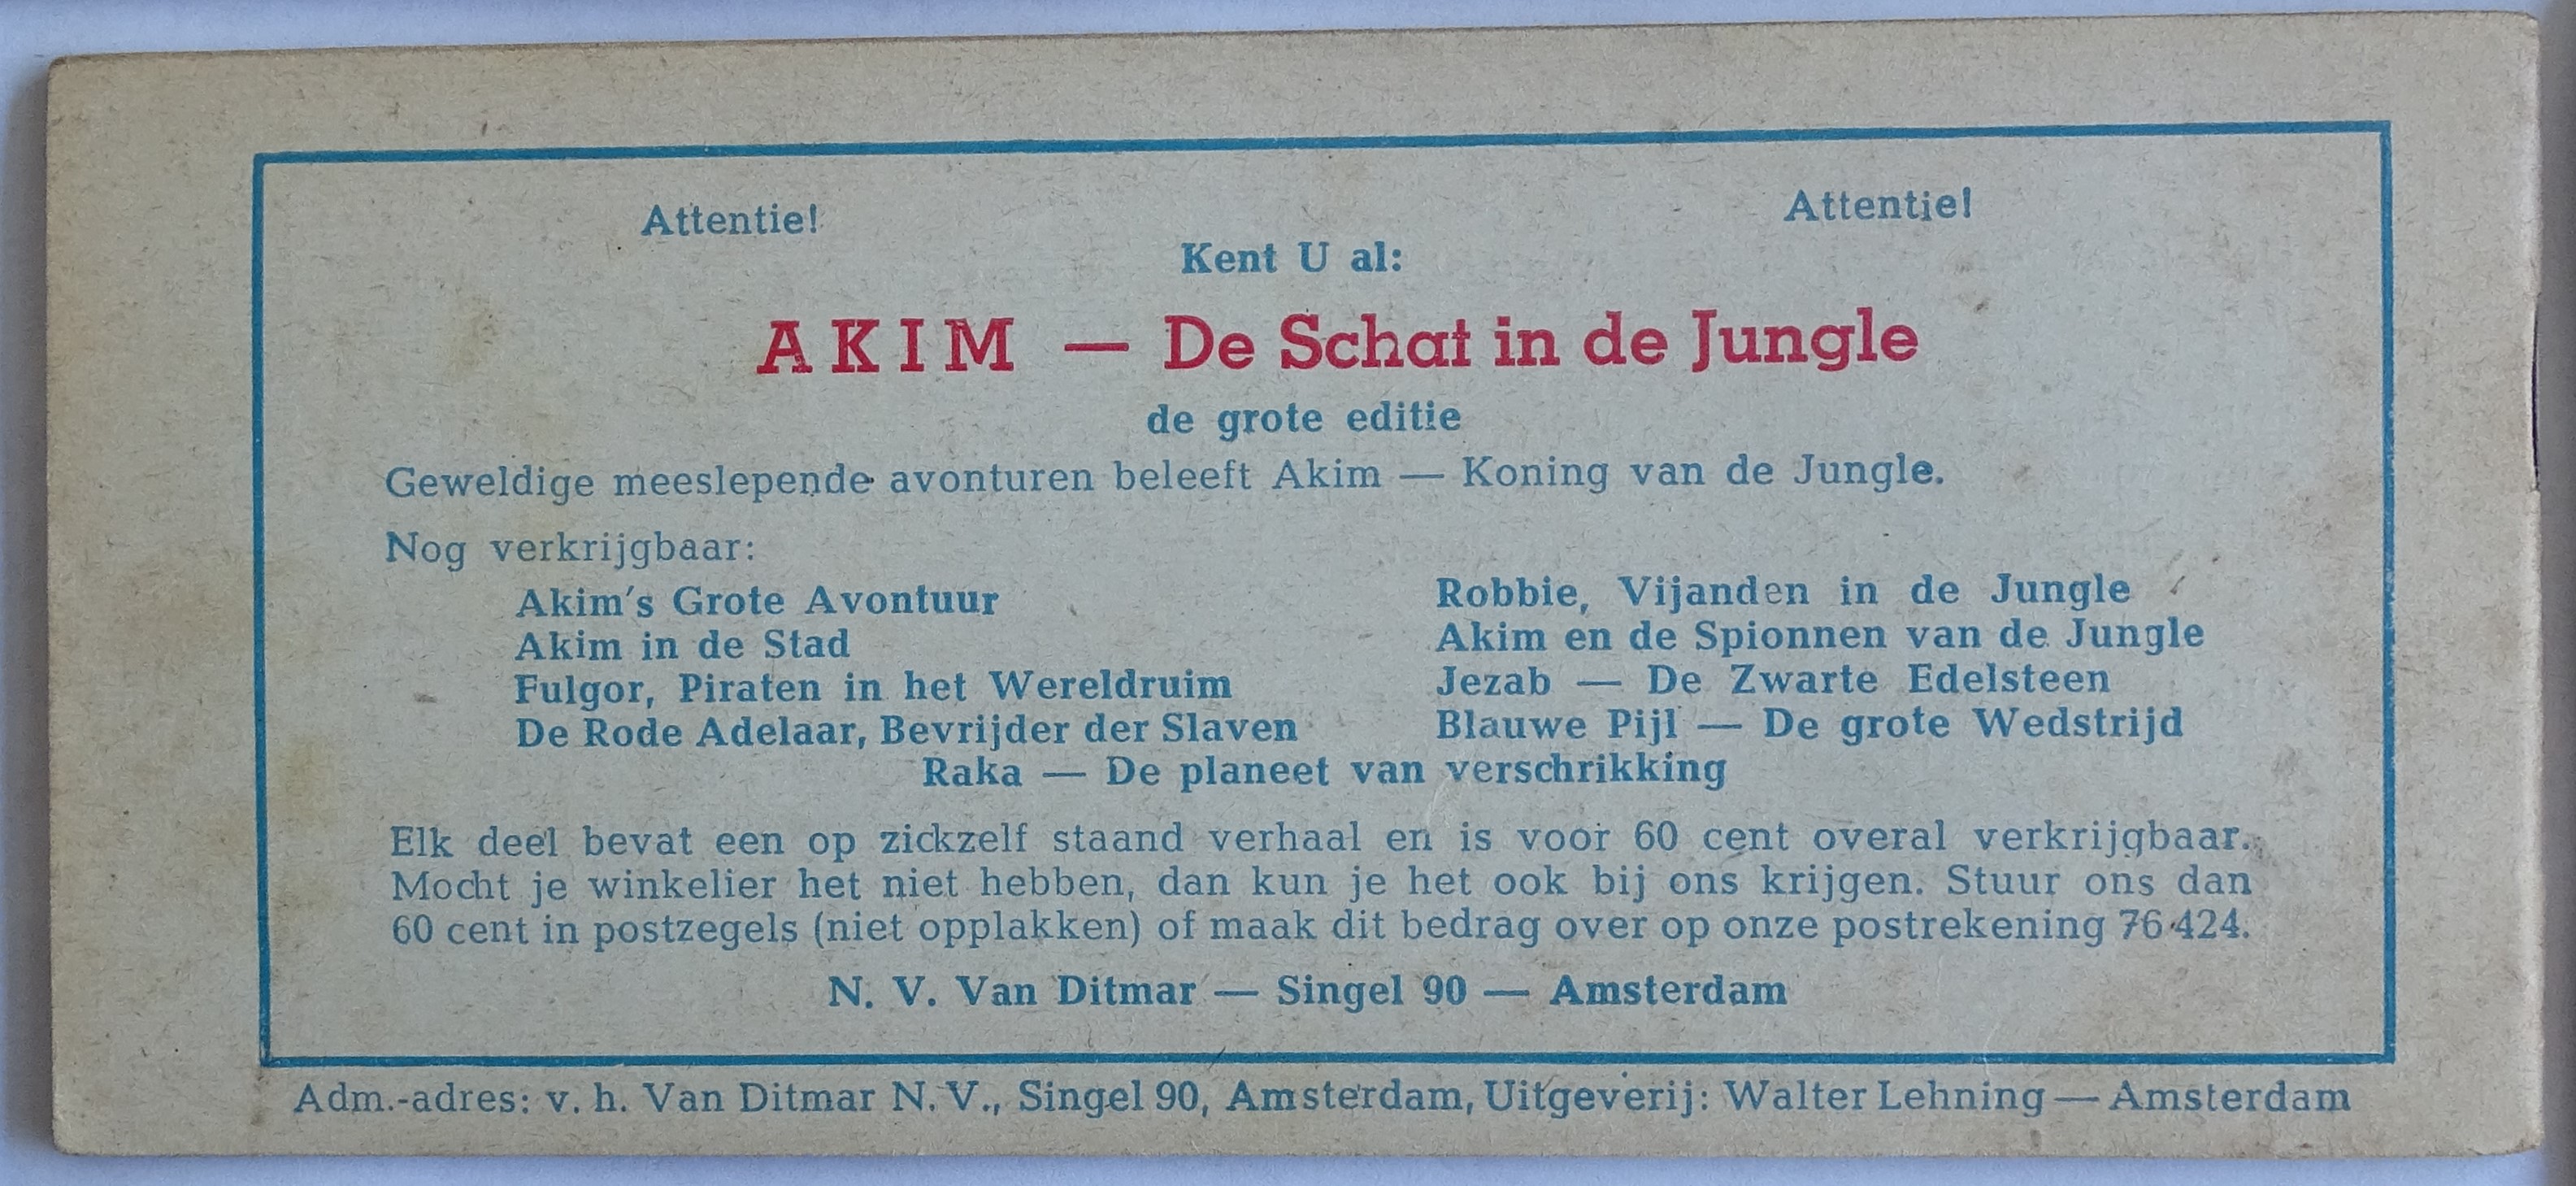 Attentie! Attentie!
Kent U al:
AKIM — De Schat in de Jungle
de grote editie
Geweldige meeslepende avonturen beleeft Akim — Koning van de Jungle.
Nog verkrijgbaar:
Akim's Grote Avontuur
Akim in de Stad
Fulgor, Piraten in het Wereldruim
De Rode Adelaar, Bevrijder der Slaven
Robbie, Vijanden in de Jungle
Akim en de Spionnen van de Jungle
Jezab — De Zwarte Edelsteen
Blauwe Pijl — De grote Wedstrijd
Raka — De planeet van verschrikking
Elk deel bevat een op zickzelf staand verhaal en is voor 60 cent overal verkrijgbaar.
Mocht je winkelier het niet hebben, dan kun je het ook bij ons krijgen. Stuur ons dan
60 cent in postzegels (niet opplakken) of maak dit bedrag over op onze postrekening 76424.
N. V. Van Ditmar — Singel 90 — Amsterdam
Adm.-adres: v. h. Van Ditmar N. V., Singel 90, Amsterdam, Uitgeverij: Walter Lehning — Amsterdam